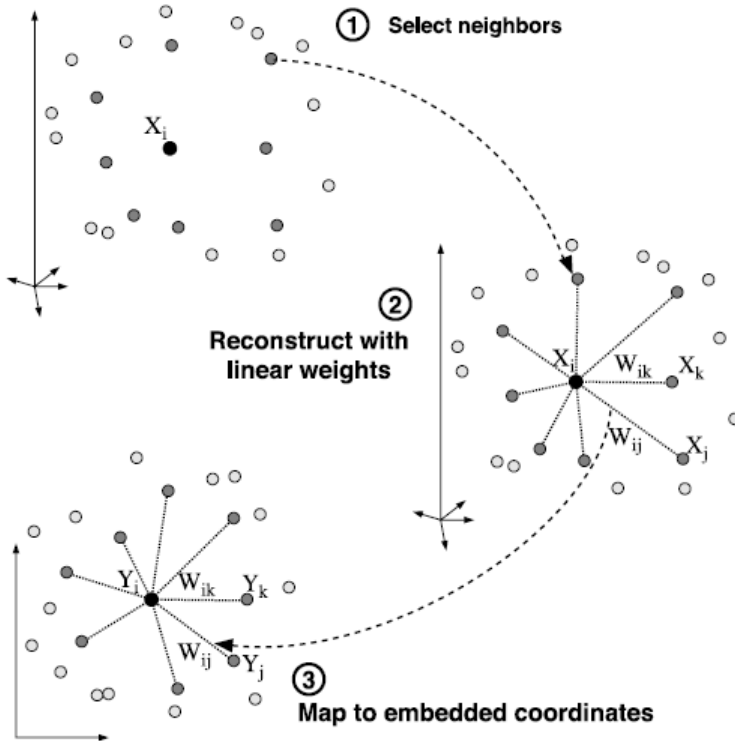 ① Select neighbors
X_i
②
Reconstruct with
linear weights
X_i
W_ik
X_k
W_ij
X_j
Y_i
W_ik
Y_k
W_ij
Y_j
③
Map to embedded coordinates